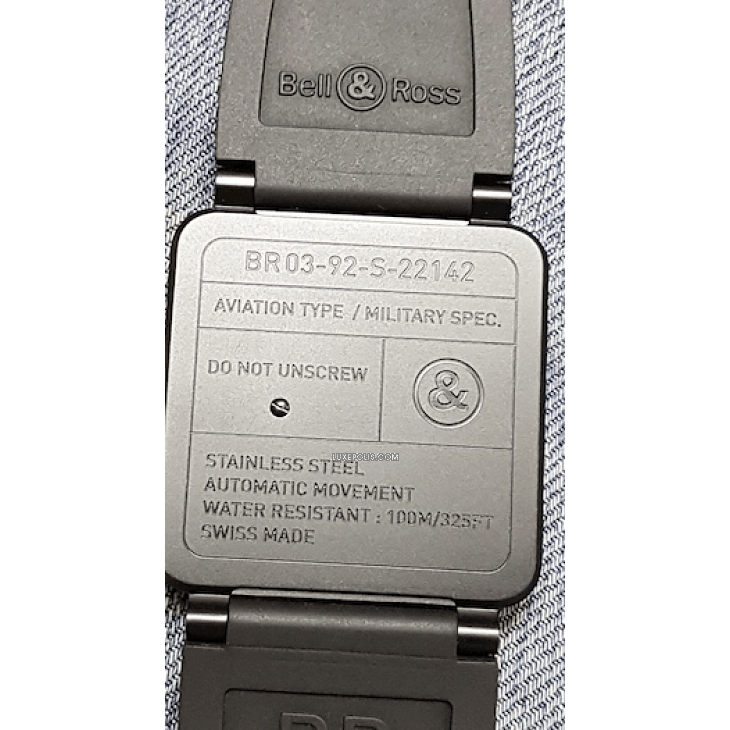 Bell & Ross
BR 03-92-S-22142
AVIATION TYPE / MILITARY SPEC.
DO NOT UNSCREW
&
LUXEPOLIS.COM
STAINLESS STEEL
AUTOMATIC MOVEMENT
WATER RESISTANT : 100M/325FT
SWISS MADE